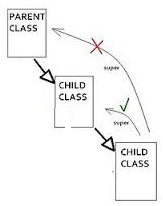 PARENT
CLASS
super
CHILD
CLASS
super
CHILD
CLASS